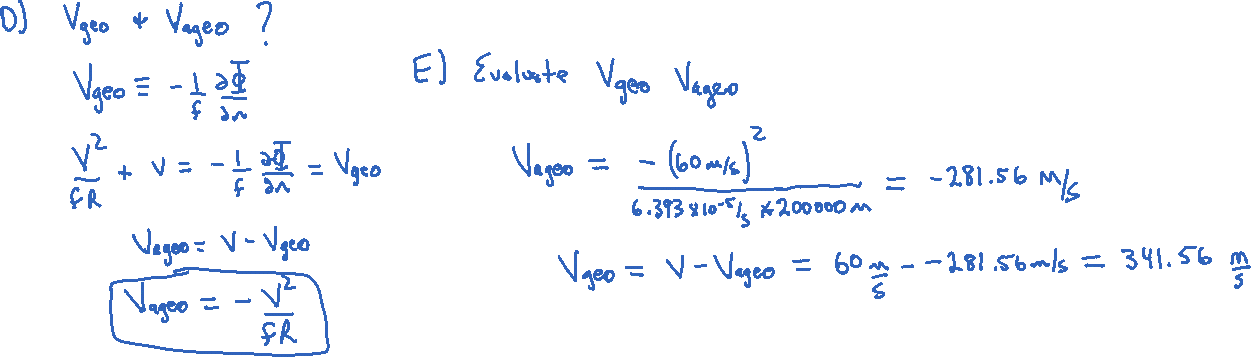 D) Vgeo + Vageo ?
Vgeo ≡ - 1/f ∂Φ/∂n
V²/fR + V = - 1/f ∂Φ/∂n = Vgeo
Vageo = V - Vgeo
Vageo = - V²/fR
E) Evaluate Vgeo Vageo
Vageo = -(60 m/s)² / 6.393 x 10⁻⁵/s x 200000 m = -281.56 m/s
Vgeo = V - Vageo = 60 m/s - -281.56 m/s = 341.56 m/s